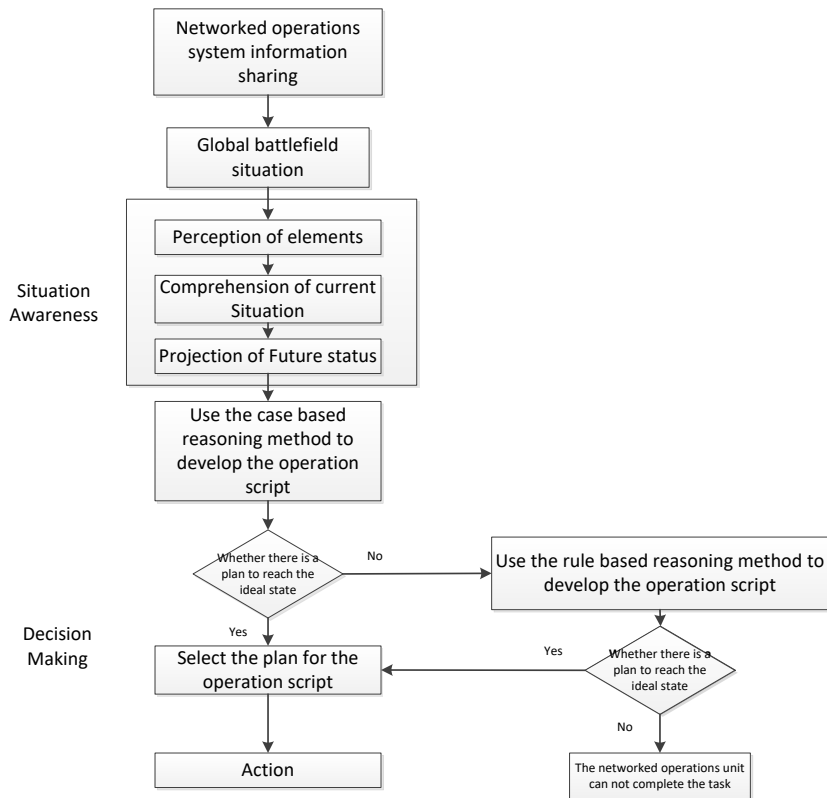 Networked operations
system information
sharing
Global battlefield
situation
Perception of elements
Situation
Awareness
Comprehension of current
Situation
Projection of Future status
Use the case based
reasoning method to
develop the operation
script
Whether there is a
plan to reach the
ideal state
No
Use the rule based reasoning method to
develop the operation script
Yes
Decision
Making
Select the plan for the
operation script
Yes
Whether there is a
plan to reach the
ideal state
No
Action
The networked operations unit
can not complete the task